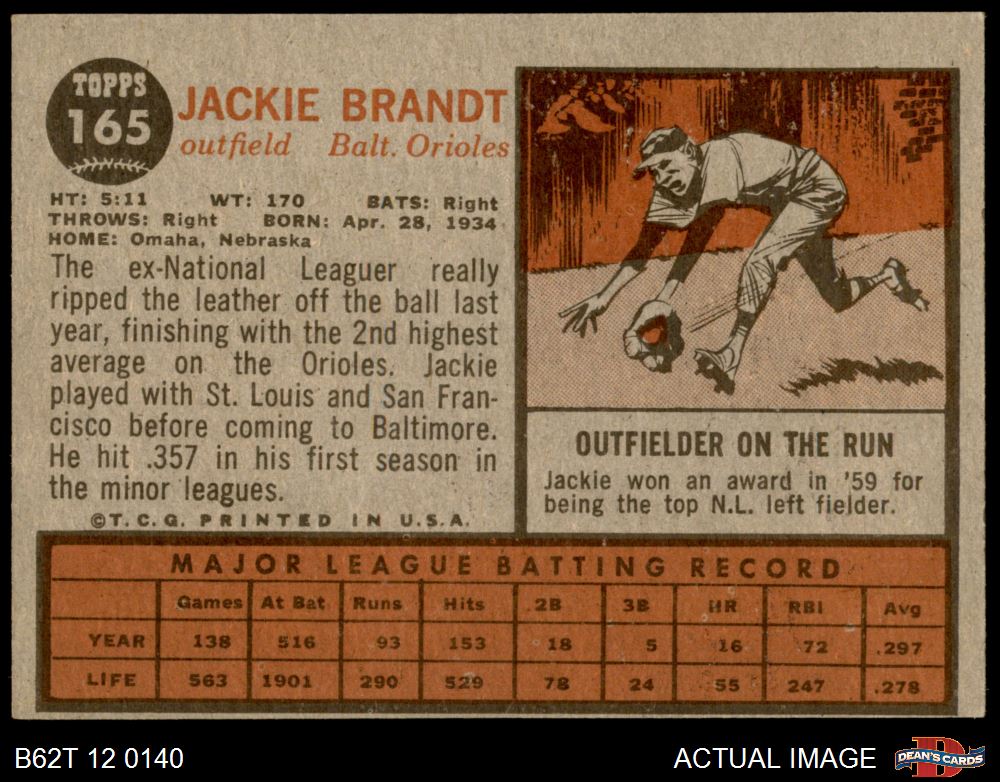 TOPPS
165
JACKIE BRANDT
outfield Balt. Orioles
HT: 5:11 WT: 170 BATS: Right
THROWS: Right BORN: Apr. 28, 1934
HOME: Omaha, Nebraska
The ex-National Leaguer really
ripped the leather off the ball last
year, finishing with the 2nd highest
average on the Orioles. Jackie
played with St. Louis and San Fran-
cisco before coming to Baltimore.
He hit .357 in his first season in
the minor leagues.
©T.C.G. PRINTED IN U.S.A.
OUTFIELDER ON THE RUN
Jackie won an award in '59 for
being the top N.L. left fielder.
MAJOR LEAGUE BATTING RECORD
Games At Bat Runs Hits 2B 3B HR RBI Avg
YEAR 138 516 93 153 18 5 16 72 .297
LIFE 563 1901 290 529 78 24 55 247 .278
B62T 12 0140 ACTUAL IMAGE
D
DEAN'S CARDS